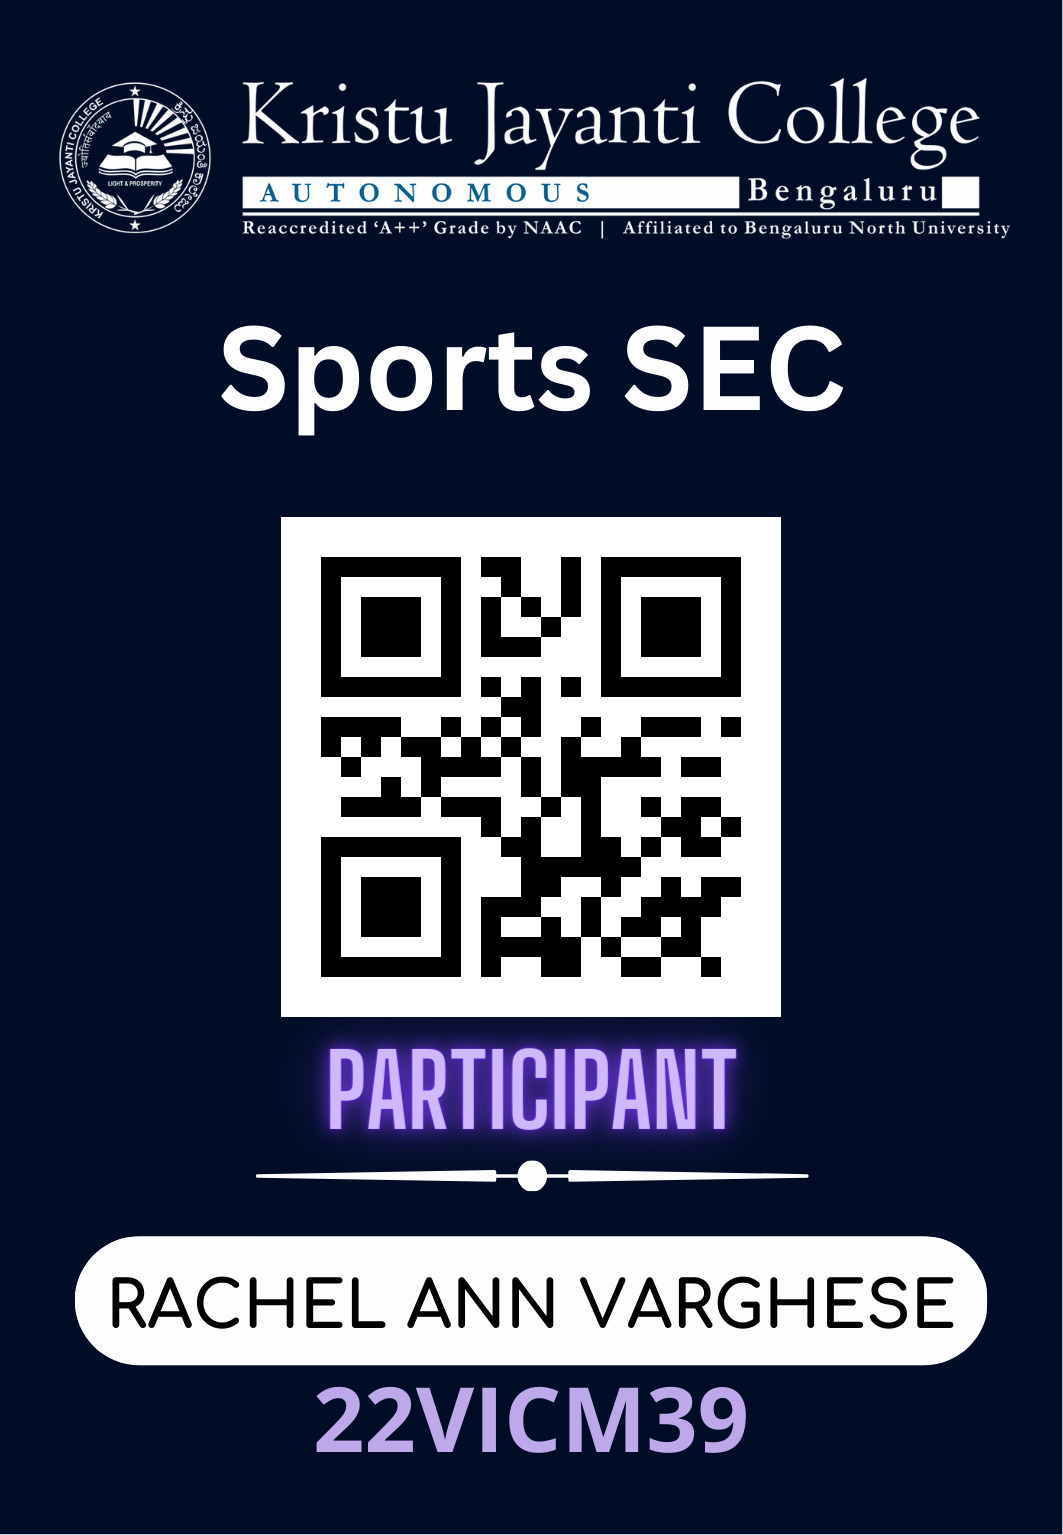 KRISTU JAYANTI COLLEGE
ಕ್ರಿಸ್ತು ಜಯಂತಿ ಕಾಲೇಜು
LIGHT & PROSPERITY
Kristu Jayanti College
AUTONOMOUS Bengaluru
Reaccredited ‘A++’ Grade by NAAC | Affiliated to Bengaluru North University
Sports SEC
PARTICIPANT
RACHEL ANN VARGHESE
22VICM39